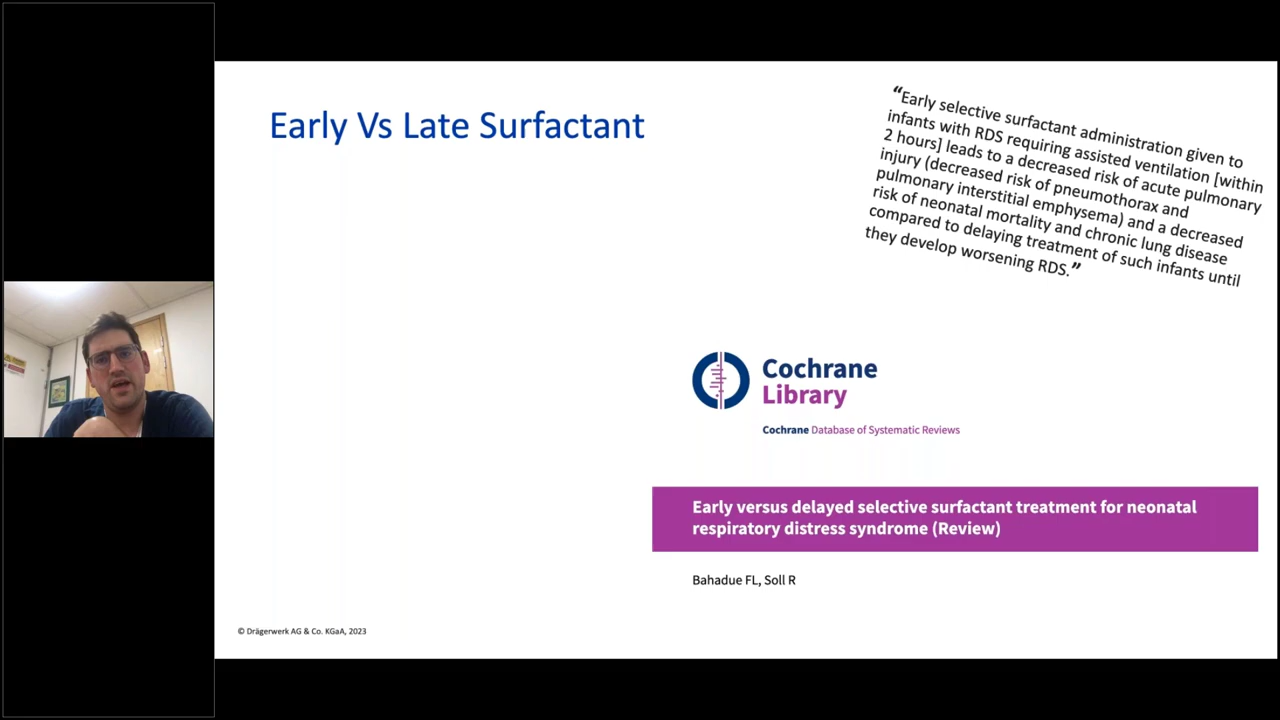 Early Vs Late Surfactant
“Early selective surfactant administration given to
infants with RDS requiring assisted ventilation [within
2 hours] leads to a decreased risk of acute pulmonary
injury (decreased risk of pneumothorax and
pulmonary interstitial emphysema) and a decreased
risk of neonatal mortality and chronic lung disease
compared to delaying treatment of such infants until
they develop worsening RDS.”
Cochrane
Library
Cochrane Database of Systematic Reviews
Early versus delayed selective surfactant treatment for neonatal
respiratory distress syndrome (Review)
Bahadue FL, Soll R
© Drägerwerk AG & Co. KGaA, 2023